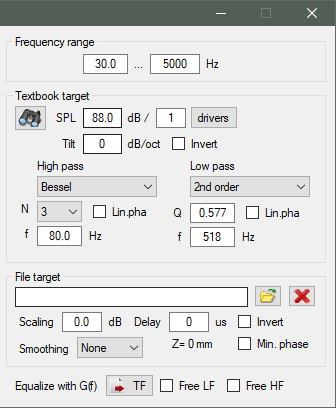 Frequency range
30.0 ... 5000 Hz
Textbook target
SPL 88.0 dB / 1 drivers
Tilt 0 dB/oct Invert
High pass Low pass
Bessel 2nd order
N 3 Lin.pha Q 0.577 Lin.pha
f 80.0 Hz f 518 Hz
File target
Scaling 0.0 dB Delay 0 us Invert
Smoothing None Z= 0 mm Min. phase
Equalize with G(f) TF Free LF Free HF